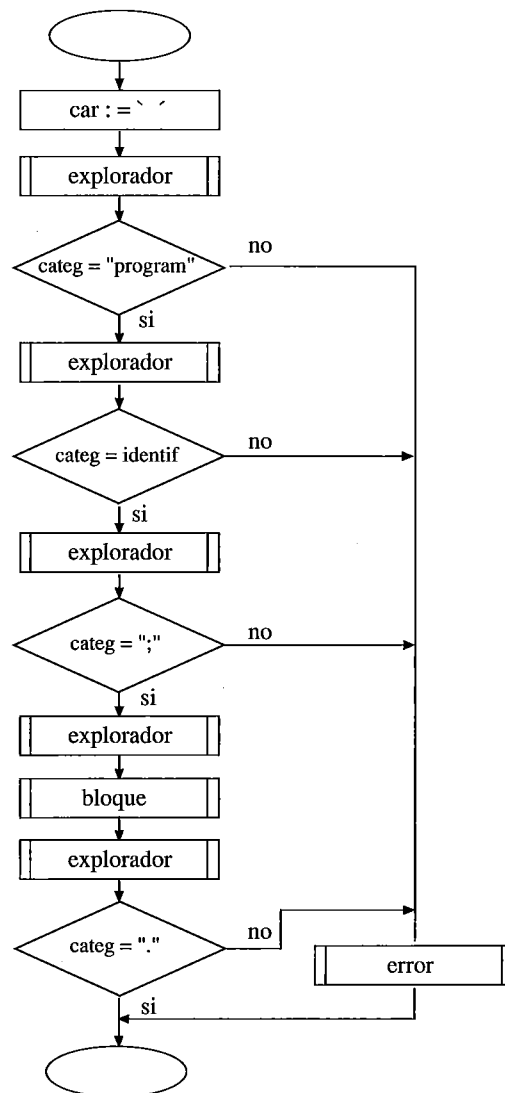 car : = ` ´
explorador
categ = "program"
no
si
explorador
categ = identif
no
si
explorador
categ = ";"
no
si
explorador
bloque
explorador
categ = "."
no
error
si